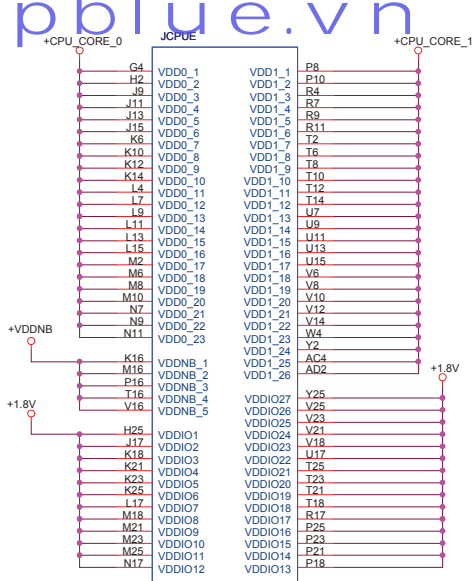 pblue.vn
+CPU_CORE_0 JCPUE +CPU_CORE_1
G4 VDD0_1 VDD1_1 P8
H2 VDD0_2 VDD1_2 P10
J9 VDD0_3 VDD1_3 R4
J11 VDD0_4 VDD1_4 R7
J13 VDD0_5 VDD1_5 R9
J15 VDD0_6 VDD1_6 R11
K6 VDD0_7 VDD1_7 T2
K10 VDD0_8 VDD1_8 T6
K12 VDD0_9 VDD1_9 T8
K14 VDD0_10 VDD1_10 T10
L4 VDD0_11 VDD1_11 T12
L7 VDD0_12 VDD1_12 T14
L9 VDD0_13 VDD1_13 U7
L11 VDD0_14 VDD1_14 U9
L13 VDD0_15 VDD1_15 U11
L15 VDD0_16 VDD1_16 U13
M2 VDD0_17 VDD1_17 U15
M6 VDD0_18 VDD1_18 V6
M8 VDD0_19 VDD1_19 V8
M10 VDD0_20 VDD1_20 V10
N7 VDD0_21 VDD1_21 V12
N9 VDD0_22 VDD1_22 V14
N11 VDD0_23 VDD1_23 W4
+VDDNB VDD1_24 Y2
K16 VDDNB_1 VDD1_25 AC4
M16 VDDNB_2 VDD1_26 AD2
P16 VDDNB_3 +1.8V
T16 VDDNB_4 VDDIO27 Y25
V16 VDDNB_5 VDDIO26 V25
+1.8V VDDIO25 V23
H25 VDDIO1 VDDIO24 V21
J17 VDDIO2 VDDIO23 V18
K18 VDDIO3 VDDIO22 U17
K21 VDDIO4 VDDIO21 T25
K23 VDDIO5 VDDIO20 T23
K25 VDDIO6 VDDIO19 T21
L17 VDDIO7 VDDIO18 T18
M18 VDDIO8 VDDIO17 R17
M21 VDDIO9 VDDIO16 P25
M23 VDDIO10 VDDIO15 P23
M25 VDDIO11 VDDIO14 P21
N17 VDDIO12 VDDIO13 P18